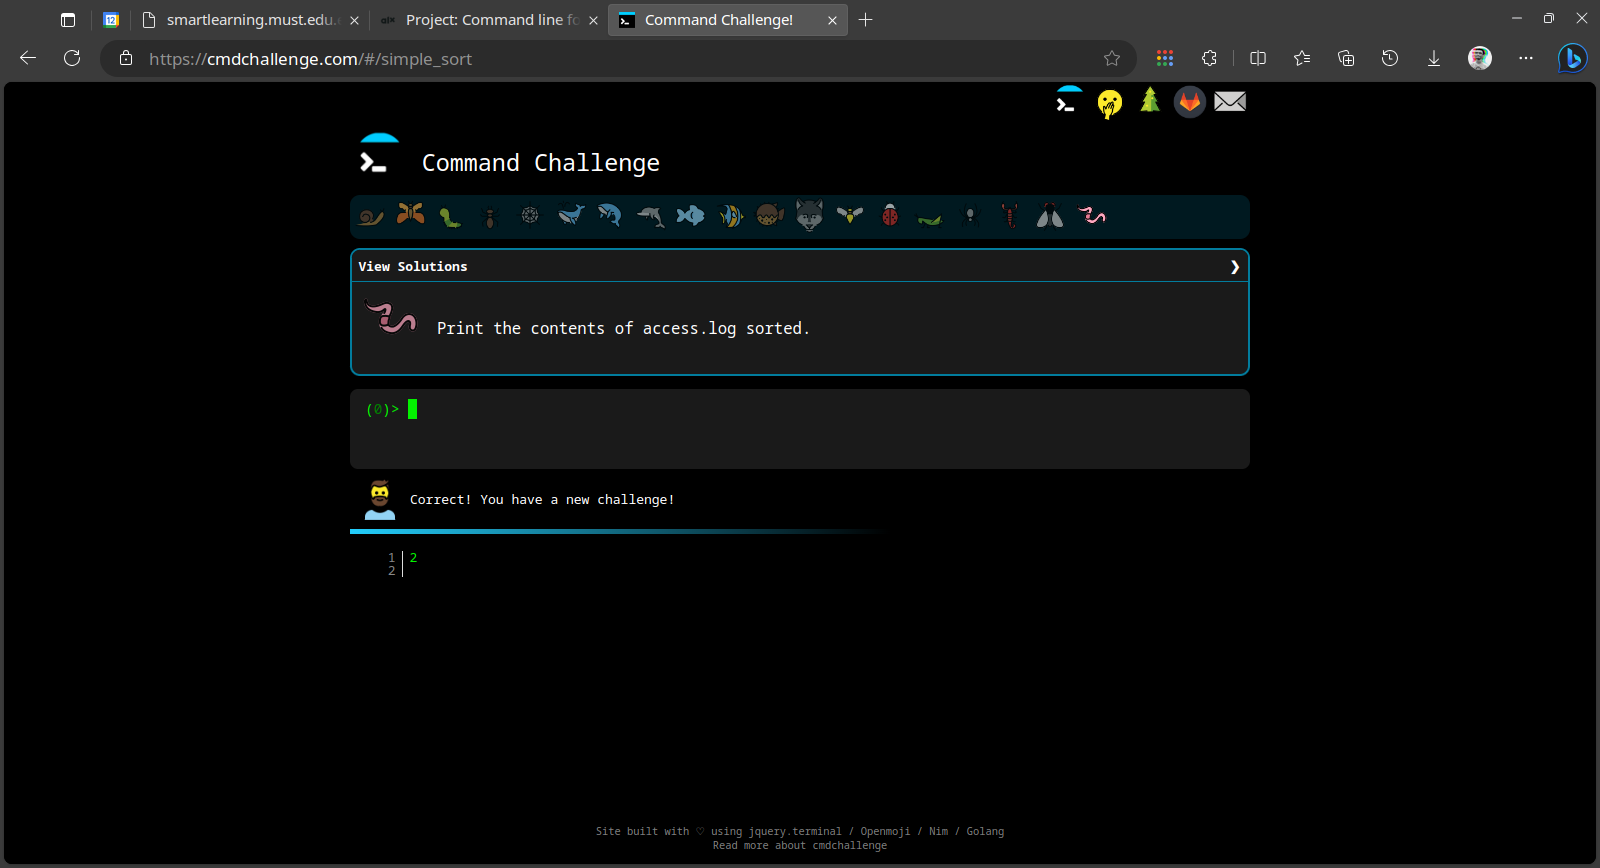 12
smartlearning.must.edu.
Project: Command line fo
Command Challenge!
https://cmdchallenge.com/#/simple_sort
Command Challenge
View Solutions
Print the contents of access.log sorted.
(0)>
Correct! You have a new challenge!
1 2
2
Site built with ♡ using jquery.terminal / Openmoji / Nim / Golang
Read more about cmdchallenge